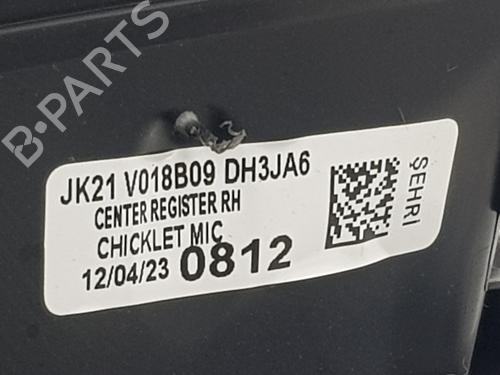 B-PARTS
JK21 V018B09 DH3JA6
CENTER REGISTER RH
CHICKLET MIC
12/04/23 0812
ŞEHRI